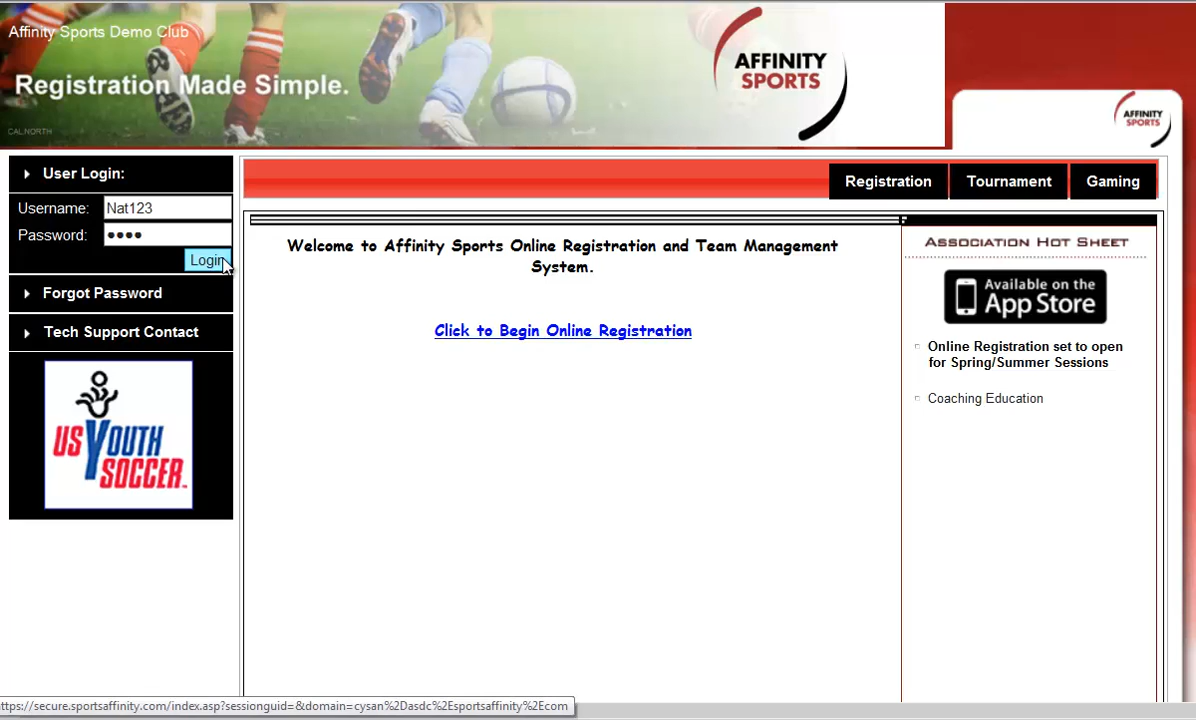 Affinity Sports Demo Club
Registration Made Simple.
CALNORTH
AFFINITY
SPORTS
AFFINITY
SPORTS
User Login:
Username: Nat123
Password: ••••
Login
Forgot Password
Tech Support Contact
US YOUTH
SOCCER
Registration
Tournament
Gaming
Welcome to Affinity Sports Online Registration and Team Management
System.
Click to Begin Online Registration
ASSOCIATION HOT SHEET
Available on the
App Store
Online Registration set to open
for Spring/Summer Sessions
Coaching Education
ttps://secure.sportsaffinity.com/index.asp?sessionguid=&domain=cysan%2Dasdc%2Esportsaffinity%2Ecom